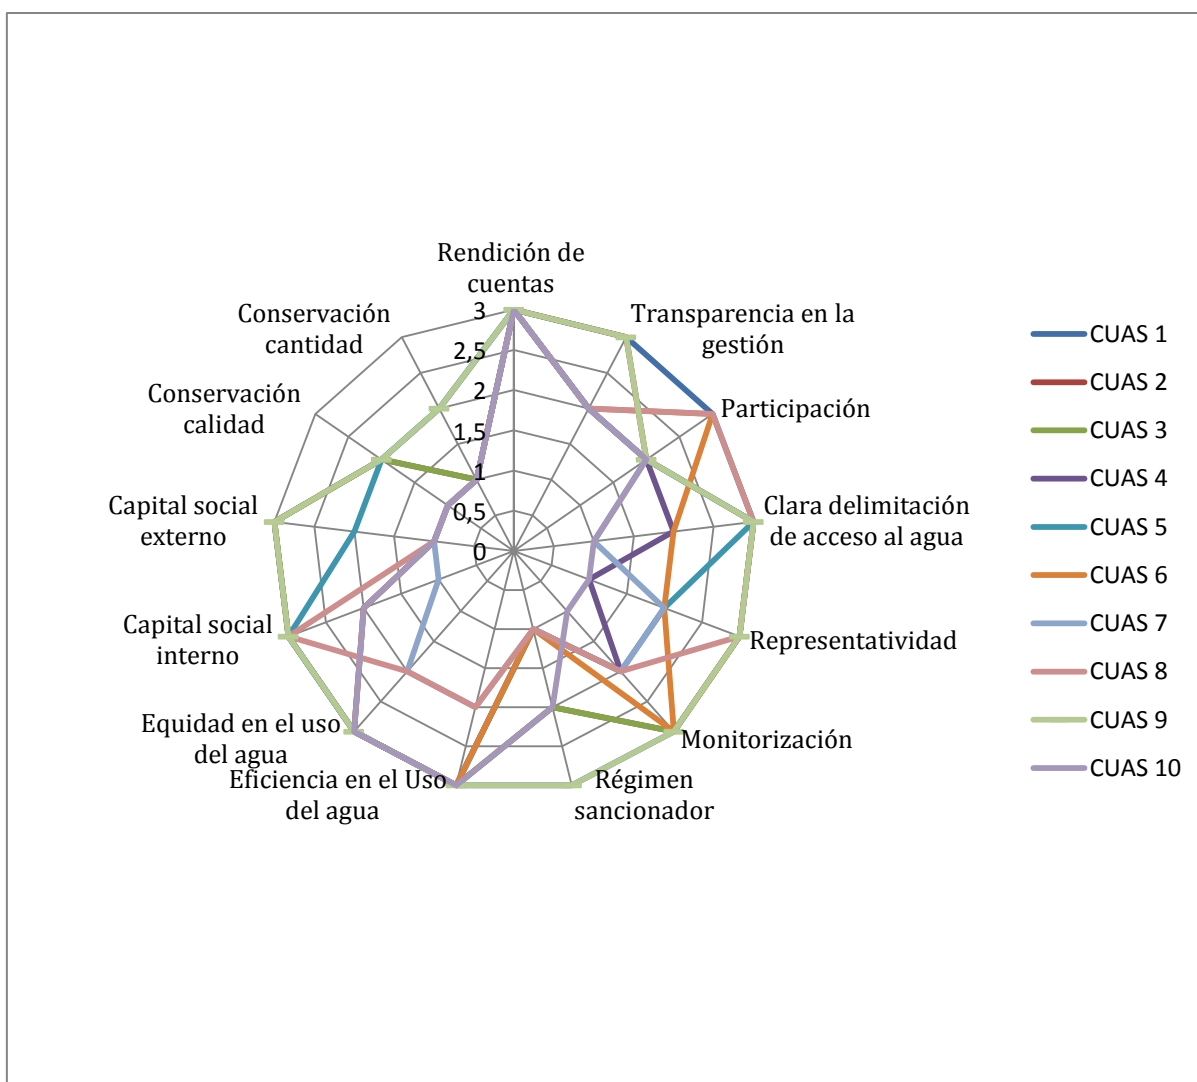 Rendición de
cuentas
Transparencia en la
gestión
Participación
Clara delimitación
de acceso al agua
Representatividad
Monitorización
Régimen
sancionador
Eficiencia en el Uso
del agua
Equidad en el uso
del agua
Capital social
interno
Capital social
externo
Conservación
calidad
Conservación
cantidad
3
2,5
2
1,5
1
0,5
0
CUAS 1
CUAS 2
CUAS 3
CUAS 4
CUAS 5
CUAS 6
CUAS 7
CUAS 8
CUAS 9
CUAS 10